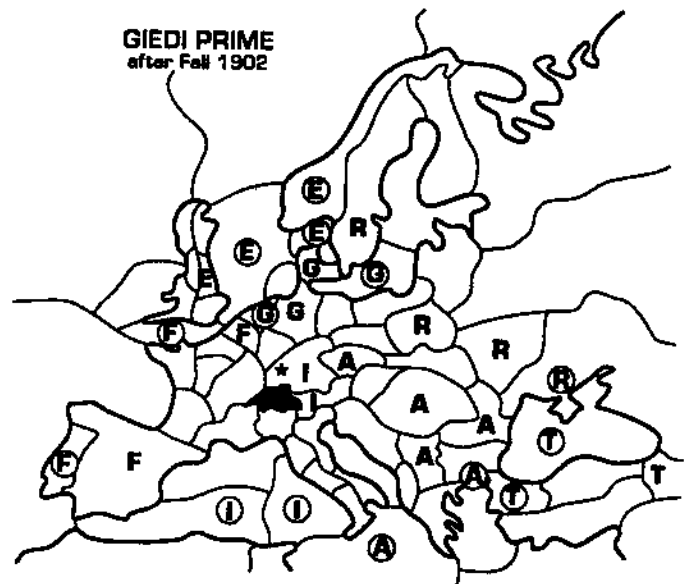 GIEDI PRIME
after Fall 1902
E
E R
E
G G
E
G G
F F R
R
* I A
R
I A
A
T
A
F F
A T
T
I I
A